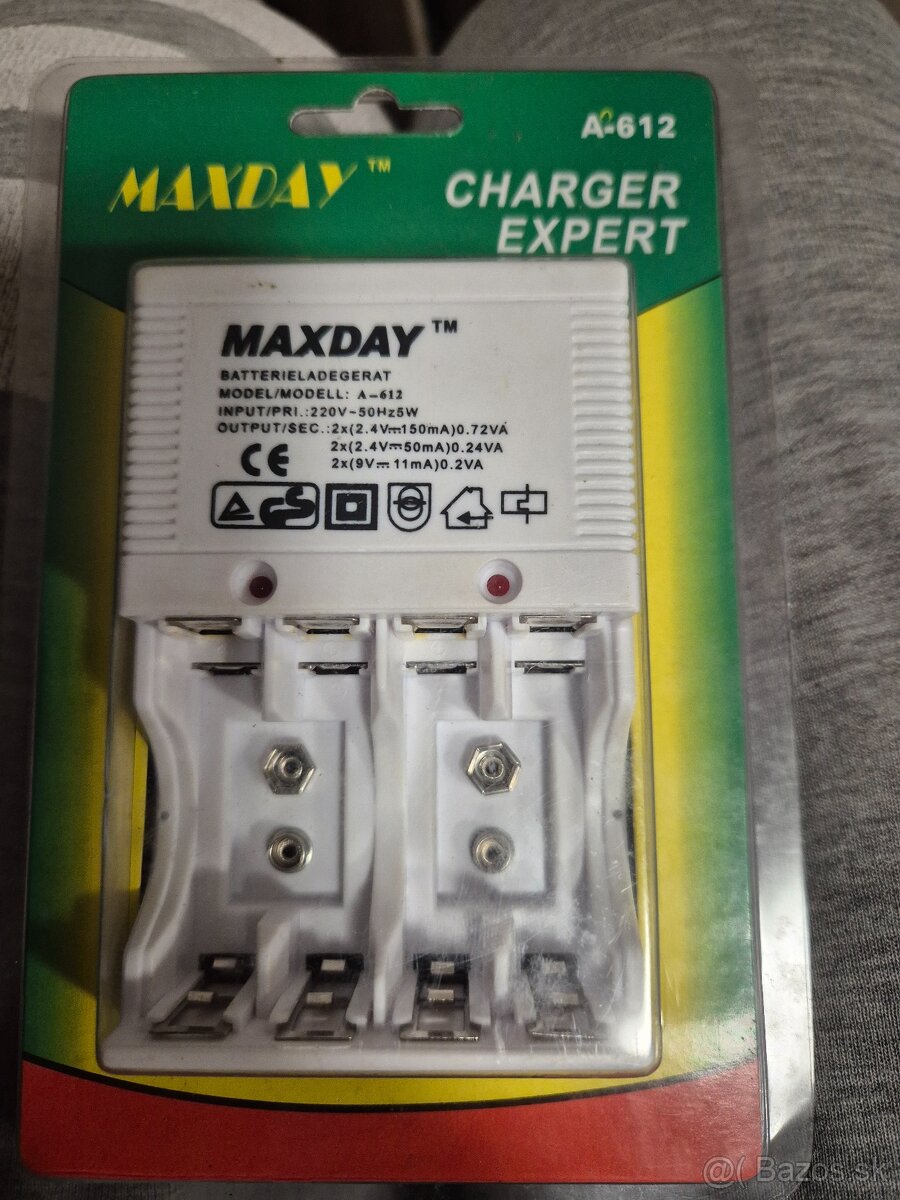 A-612
MAXDAY™
CHARGER
EXPERT
MAXDAY™
BATTERIELADEGERAT
MODEL/MODELL: A-612
INPUT/PRI.:220V~50Hz5W
OUTPUT/SEC.:2x(2.4V⎓150mA)0.72VA
2x(2.4V⎓50mA)0.24VA
2x(9V⎓11mA)0.2VA
CE
GS
@( Bazos.sk